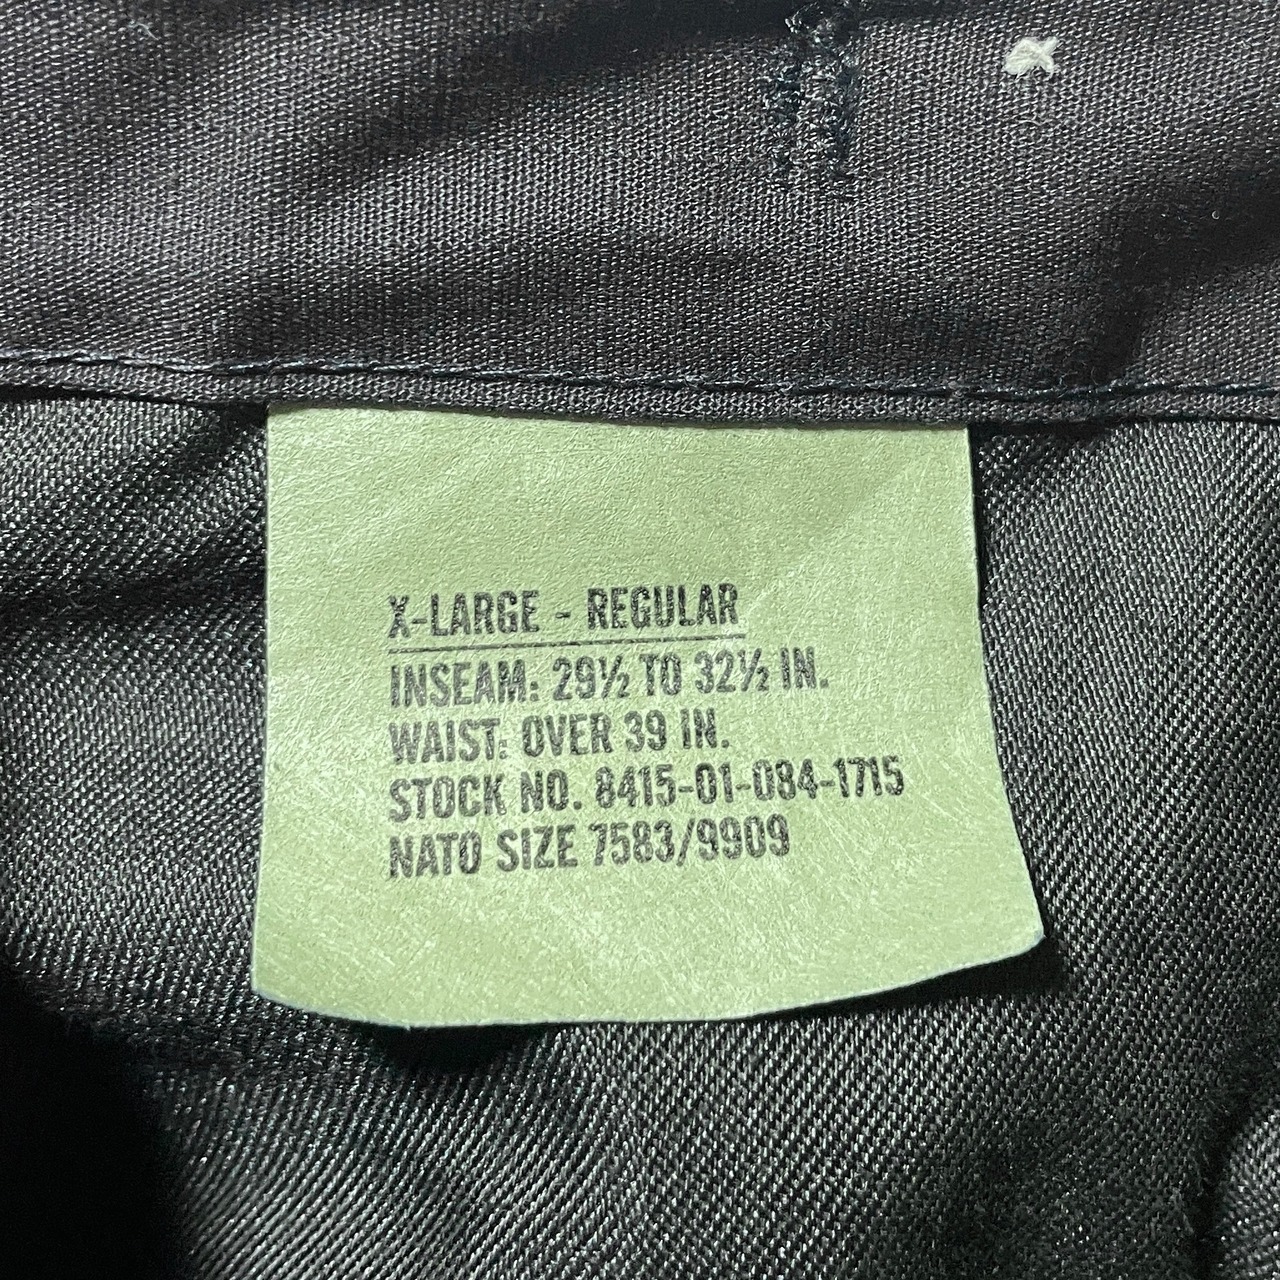 X-LARGE - REGULAR
INSEAM: 29½ TO 32½ IN.
WAIST: OVER 39 IN.
STOCK NO. 8415-01-084-1715
NATO SIZE 7583/9909